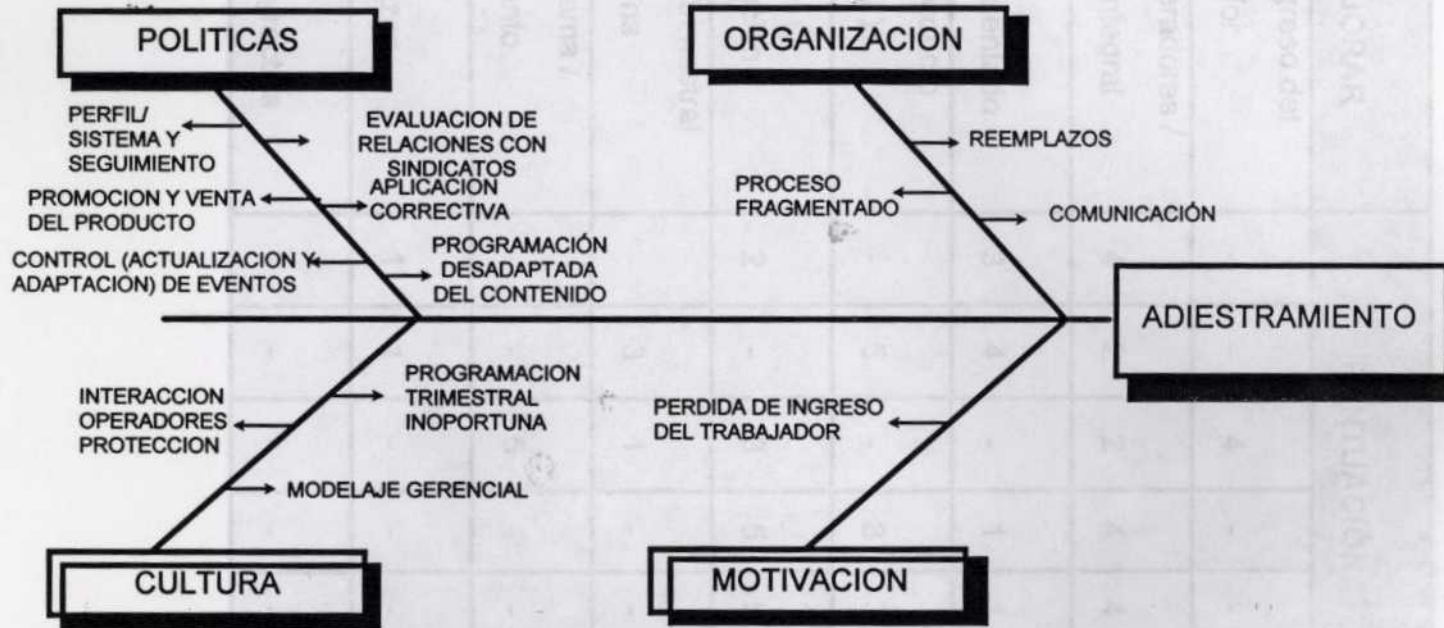 POLITICAS
ORGANIZACION
PERFIL/
SISTEMA Y
SEGUIMIENTO
EVALUACION DE
RELACIONES CON
SINDICATOS
PROMOCION Y VENTA
DEL PRODUCTO
APLICACION
CORRECTIVA
CONTROL (ACTUALIZACION Y
ADAPTACION) DE EVENTOS
PROGRAMACIÓN
DESADAPTADA
DEL CONTENIDO
REEMPLAZOS
PROCESO
FRAGMENTADO
COMUNICACIÓN
ADIESTRAMIENTO
INTERACCION
OPERADORES
PROTECCION
PROGRAMACION
TRIMESTRAL
INOPORTUNA
MODELAJE GERENCIAL
PERDIDA DE INGRESO
DEL TRABAJADOR
CULTURA
MOTIVACION